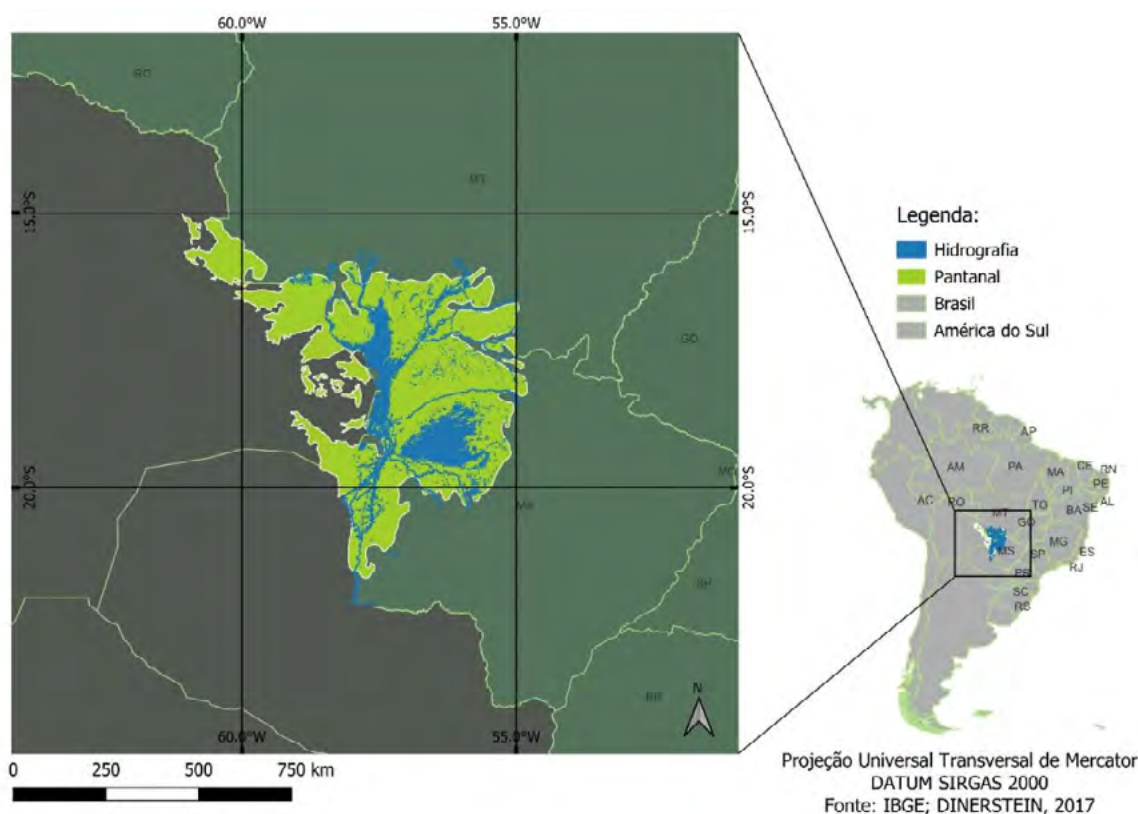 60.0°W 55.0°W
RO
MT
15.0°S 15.0°S
GO
20.0°S 20.0°S
MS
SP
PR
N
60.0°W 55.0°W
0 250 500 750 km
Legenda:
Hidrografia
Pantanal
Brasil
América do Sul
RR AP
AM PA MA CE RN
PI PE
AC RO TO SE AL
MT BA
GO
MG
MS SP ES
RJ
PR
SC
RS
Projeção Universal Transversal de Mercator
DATUM SIRGAS 2000
Fonte: IBGE; DINERSTEIN, 2017